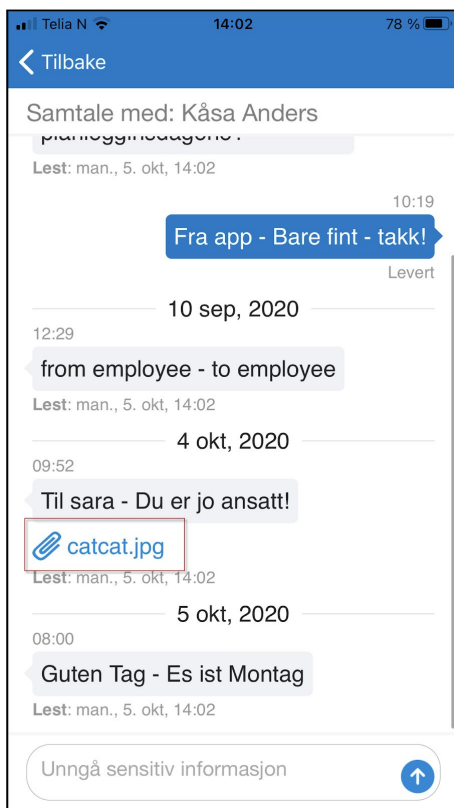 Telia N 14:02 78 %
Tilbake
Samtale med: Kåsa Anders
Lest: man., 5. okt, 14:02
10:19
Fra app - Bare fint - takk!
Levert
10 sep, 2020
12:29
from employee - to employee
Lest: man., 5. okt, 14:02
4 okt, 2020
09:52
Til sara - Du er jo ansatt!
catcat.jpg
Lest: man., 5. okt, 14:02
5 okt, 2020
08:00
Guten Tag - Es ist Montag
Lest: man., 5. okt, 14:02
Unngå sensitiv informasjon